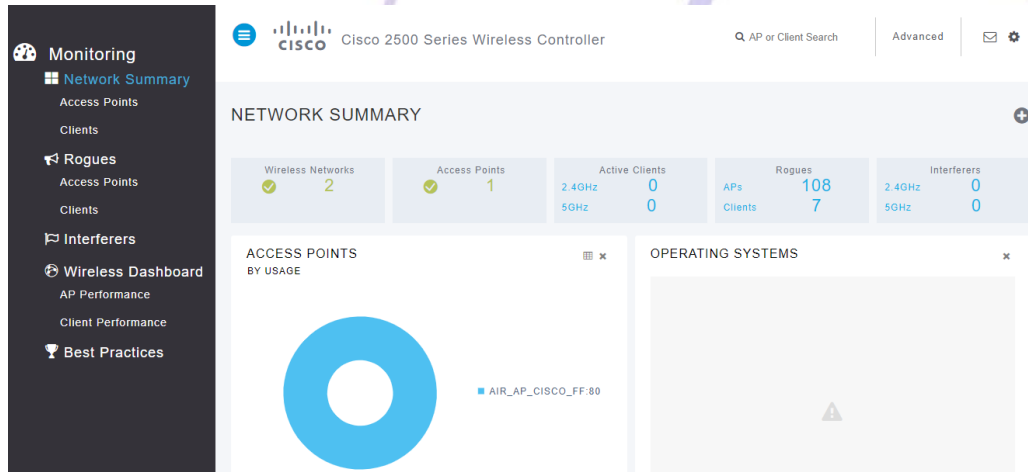 Monitoring
Network Summary
Access Points
Clients
Rogues
Access Points
Clients
Interferers
Wireless Dashboard
AP Performance
Client Performance
Best Practices
CISCO Cisco 2500 Series Wireless Controller
AP or Client Search
Advanced
NETWORK SUMMARY
Wireless Networks
2
Access Points
1
Active Clients
2.4GHz 0
5GHz 0
Rogues
APs 108
Clients 7
Interferers
2.4GHz 0
5GHz 0
ACCESS POINTS
BY USAGE
AIR_AP_CISCO_FF:80
OPERATING SYSTEMS